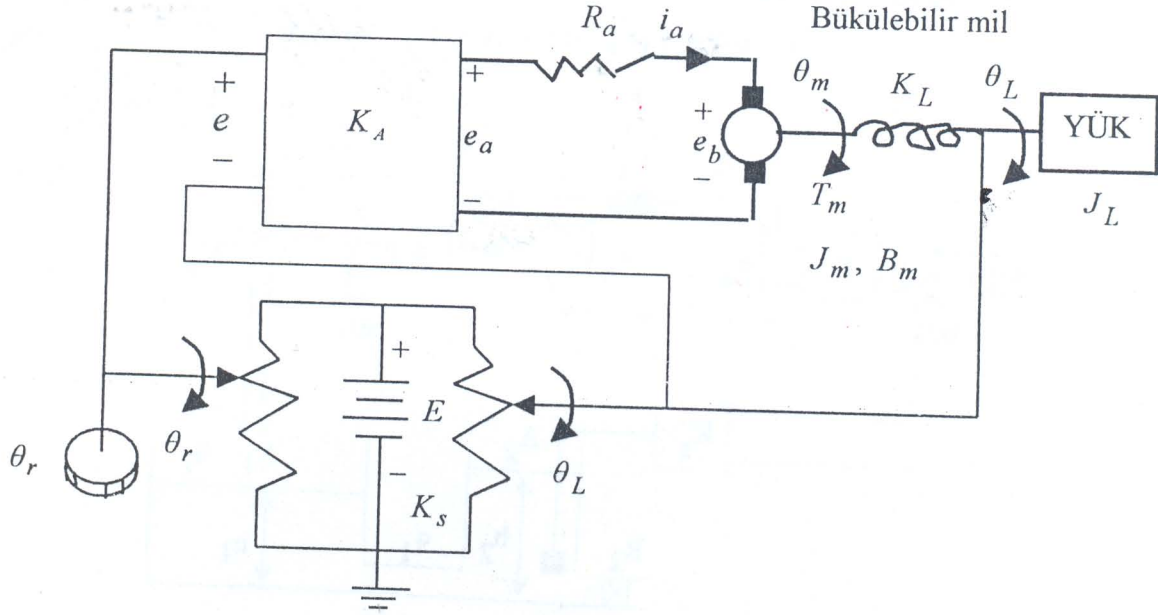 Bükülebilir mil
R_a
i_a
θ_m
K_L
θ_L
+
e
−
K_A
+
e_a
−
+
e_b
−
YÜK
T_m
J_L
J_m, B_m
θ_r
θ_r
+
E
−
K_s
θ_L